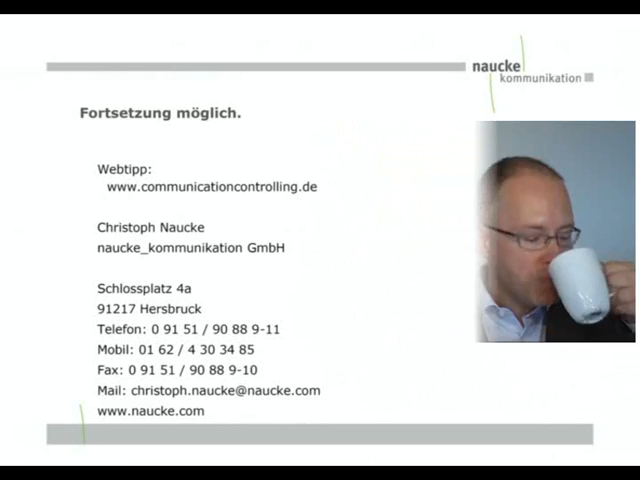 naucke
kommunikation
Fortsetzung möglich.
Webtipp:
www.communicationcontrolling.de
Christoph Naucke
naucke_kommunikation GmbH
Schlossplatz 4a
91217 Hersbruck
Telefon: 0 91 51 / 90 88 9-11
Mobil: 01 62 / 4 30 34 85
Fax: 0 91 51 / 90 88 9-10
Mail: christoph.naucke@naucke.com
www.naucke.com